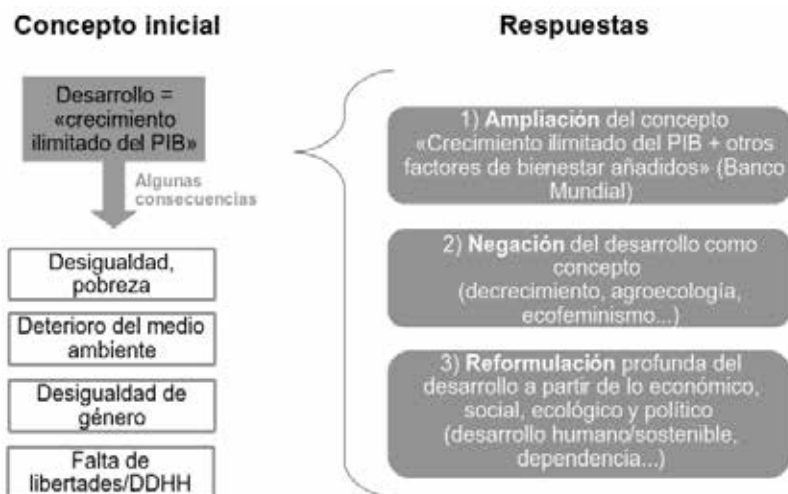 Concepto inicial
Desarrollo =
«crecimiento
ilimitado del PIB»
Algunas
consecuencias
Desigualdad,
pobreza
Deterioro del medio
ambiente
Desigualdad de
género
Falta de
libertades/DDHH
Respuestas
1) Ampliación del concepto
«Crecimiento ilimitado del PIB + otros
factores de bienestar añadidos» (Banco
Mundial)
2) Negación del desarrollo como
concepto
(decrecimiento, agroecología,
ecofeminismo...)
3) Reformulación profunda del
desarrollo a partir de lo económico,
social, ecológico y político
(desarrollo humano/sostenible,
dependencia...)